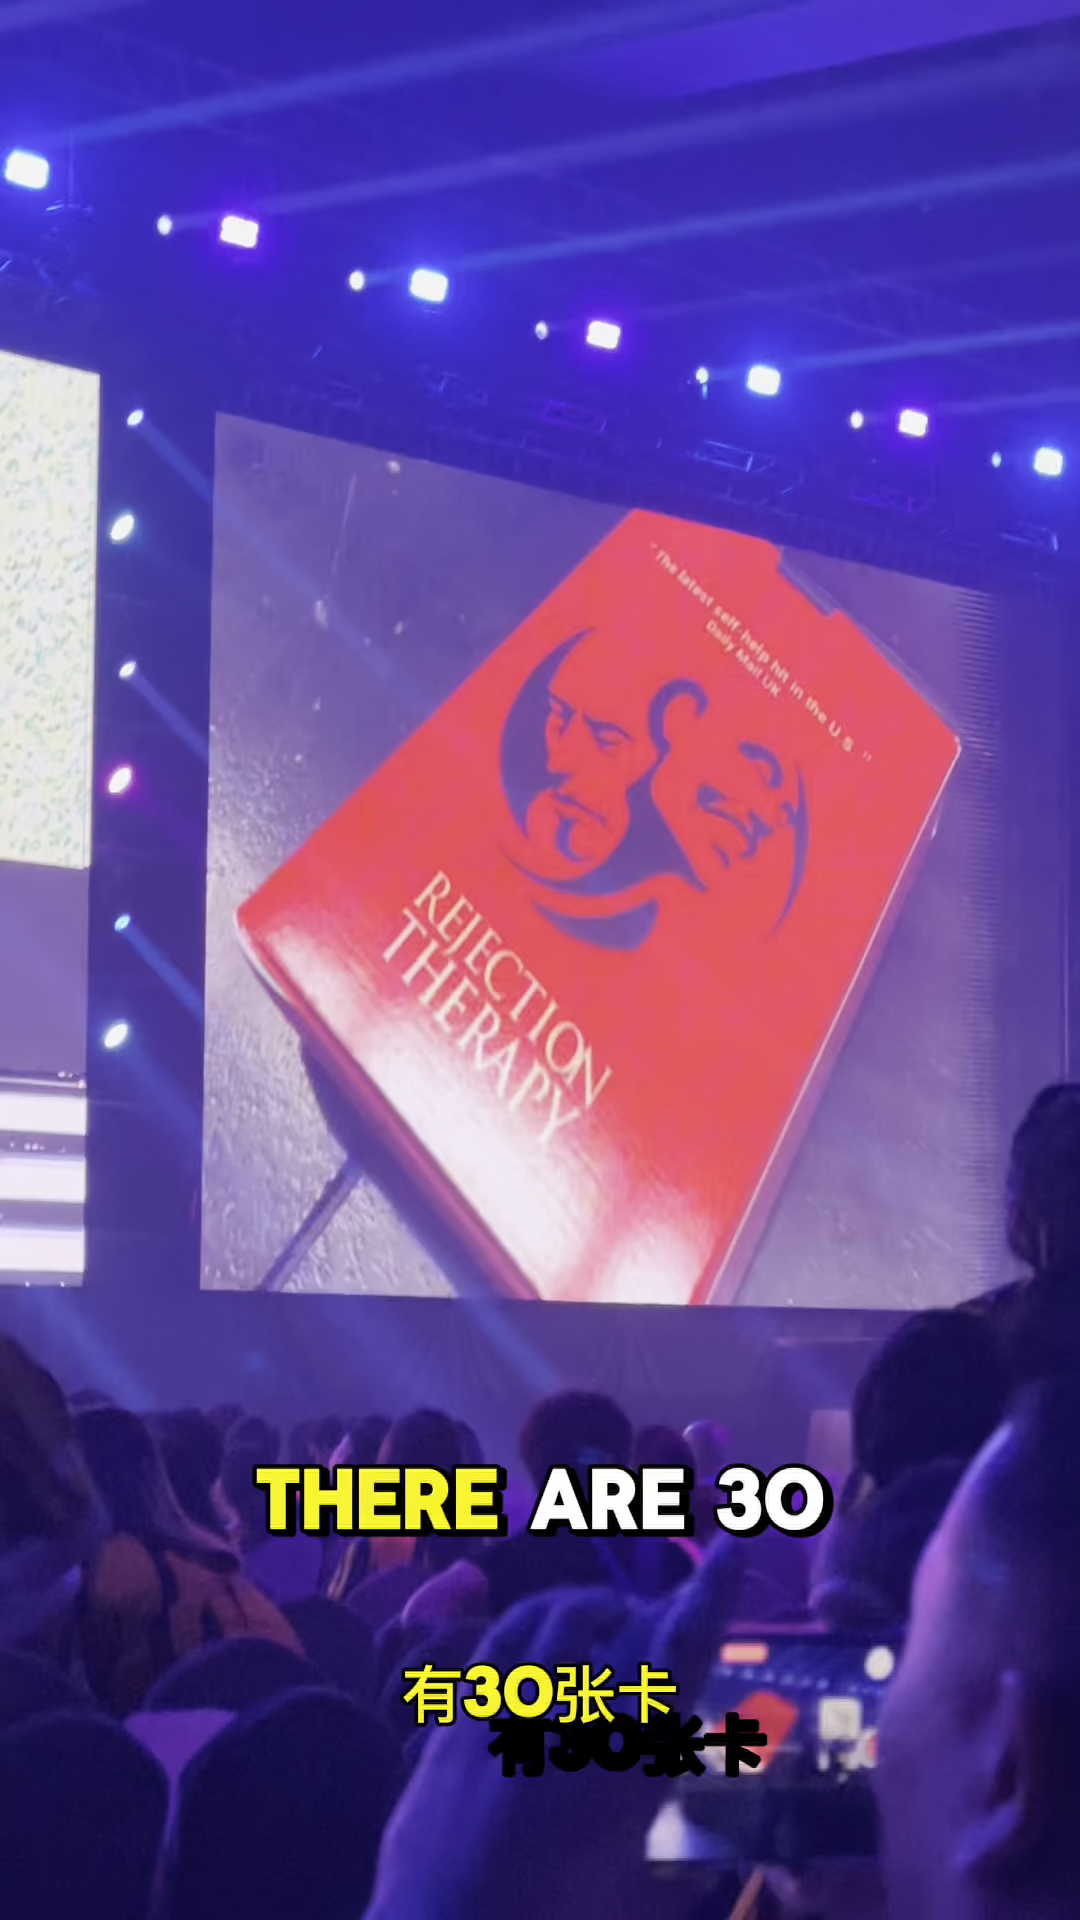 "The latest self-help hit in the U.S."
Daily Mail UK
REJECTION
THERAPY
THERE ARE 30
有30张卡
有30张卡